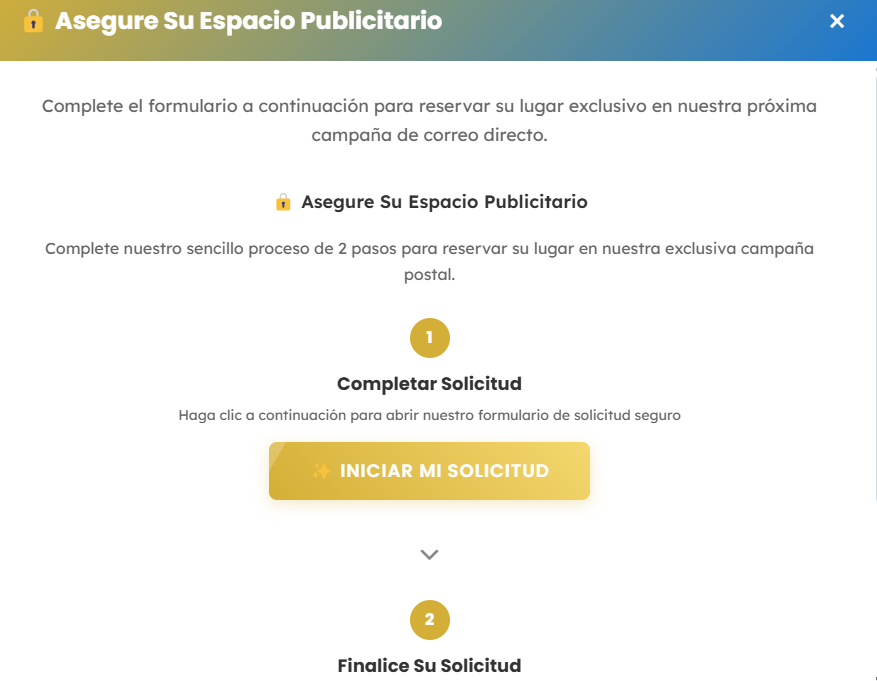 🔒 Asegure Su Espacio Publicitario ×
Complete el formulario a continuación para reservar su lugar exclusivo en nuestra próxima
campaña de correo directo.
🔒 Asegure Su Espacio Publicitario
Complete nuestro sencillo proceso de 2 pasos para reservar su lugar en nuestra exclusiva campaña
postal.
1
Completar Solicitud
Haga clic a continuación para abrir nuestro formulario de solicitud seguro
✨ INICIAR MI SOLICITUD
2
Finalice Su Solicitud